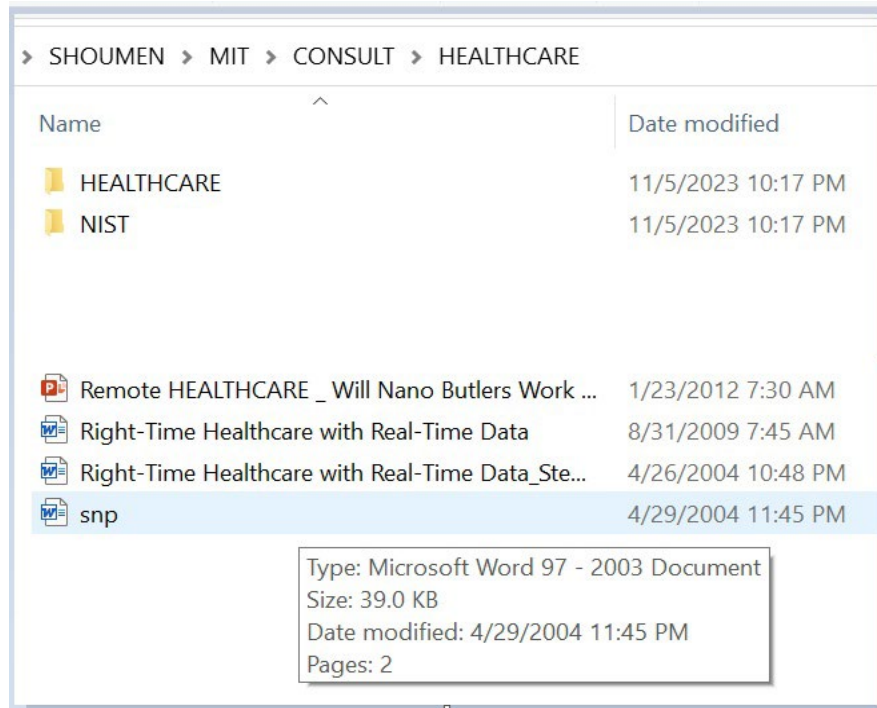 > SHOUMEN > MIT > CONSULT > HEALTHCARE
Name Date modified
HEALTHCARE 11/5/2023 10:17 PM
NIST 11/5/2023 10:17 PM
Remote HEALTHCARE _ Will Nano Butlers Work ... 1/23/2012 7:30 AM
Right-Time Healthcare with Real-Time Data 8/31/2009 7:45 AM
Right-Time Healthcare with Real-Time Data_Ste... 4/26/2004 10:48 PM
snp 4/29/2004 11:45 PM
Type: Microsoft Word 97 - 2003 Document
Size: 39.0 KB
Date modified: 4/29/2004 11:45 PM
Pages: 2